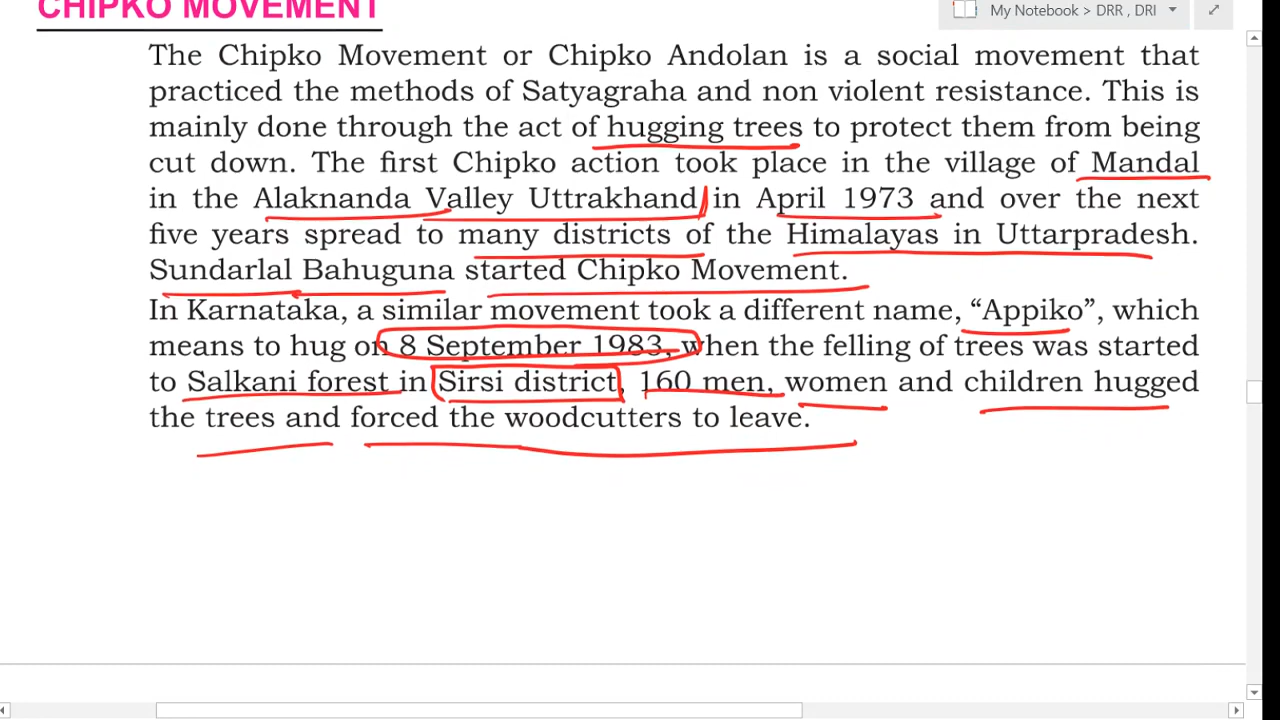 CHIPKO MOVEMENT
My Notebook > DRR , DRI
The Chipko Movement or Chipko Andolan is a social movement that
practiced the methods of Satyagraha and non violent resistance. This is
mainly done through the act of hugging trees to protect them from being
cut down. The first Chipko action took place in the village of Mandal
in the Alaknanda Valley Uttrakhand in April 1973 and over the next
five years spread to many districts of the Himalayas in Uttarpradesh.
Sundarlal Bahuguna started Chipko Movement.
In Karnataka, a similar movement took a different name, “Appiko”, which
means to hug on 8 September 1983, when the felling of trees was started
to Salkani forest in Sirsi district, 160 men, women and children hugged
the trees and forced the woodcutters to leave.